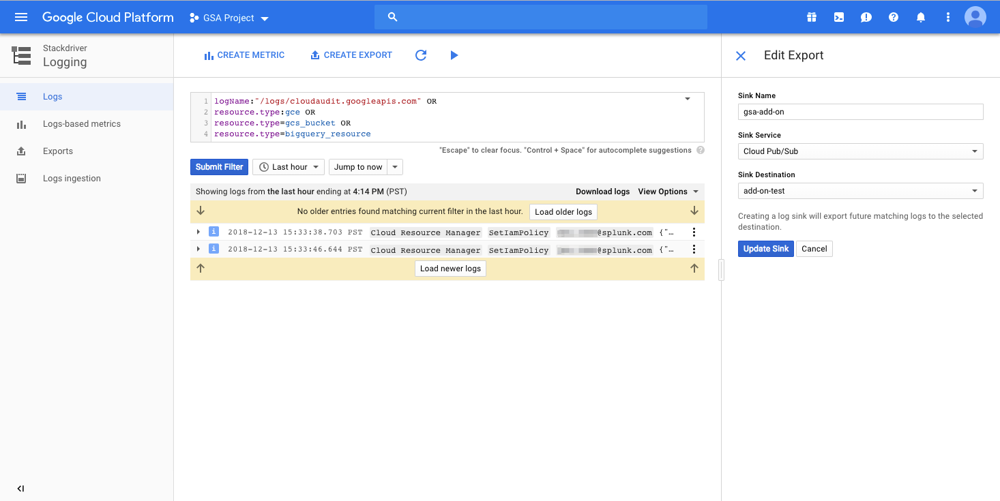 Google Cloud Platform GSA Project
Stackdriver
Logging
Logs
Logs-based metrics
Exports
Logs ingestion
CREATE METRIC CREATE EXPORT
1 logName:"/logs/cloudaudit.googleapis.com" OR
2 resource.type:gce OR
3 resource.type=gcs_bucket OR
4 resource.type=bigquery_resource
"Escape" to clear focus. "Control + Space" for autocomplete suggestions ?
Submit Filter Last hour Jump to now
Showing logs from the last hour ending at 4:14 PM (PST) Download logs View Options
No older entries found matching current filter in the last hour. Load older logs
i 2018-12-13 15:33:38.703 PST Cloud Resource Manager SetIamPolicy @splunk.com {"…
i 2018-12-13 15:33:46.644 PST Cloud Resource Manager SetIamPolicy @splunk.com {"…
Load newer logs
Edit Export
Sink Name
gsa-add-on
Sink Service
Cloud Pub/Sub
Sink Destination
add-on-test
Creating a log sink will export future matching logs to the selected
destination.
Update Sink Cancel